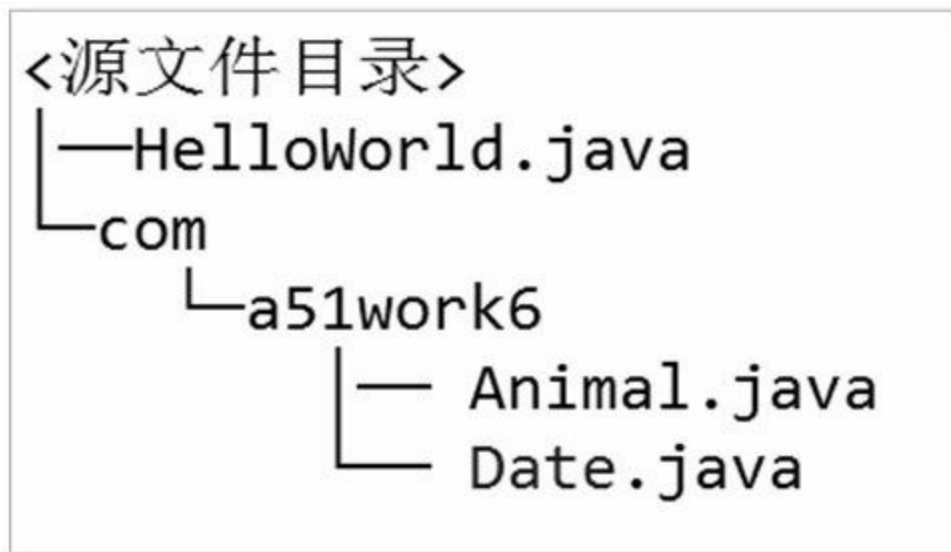 <源文件目录>
HelloWorld.java
com
a51work6
Animal.java
Date.java